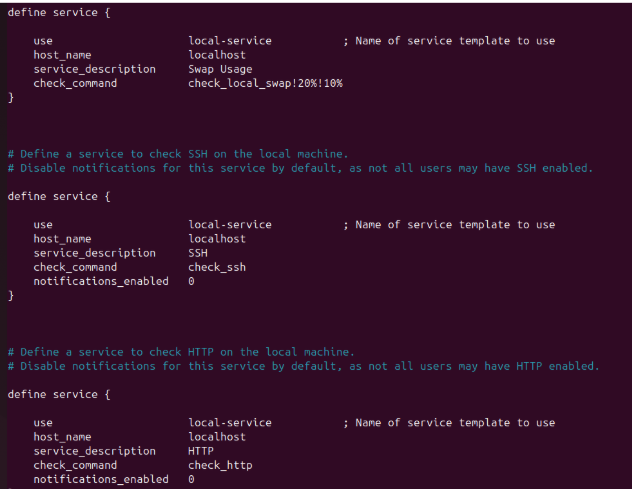 define service {
use local-service ; Name of service template to use
host_name localhost
service_description Swap Usage
check_command check_local_swap!20%!10%
}
# Define a service to check SSH on the local machine.
# Disable notifications for this service by default, as not all users may have SSH enabled.
define service {
use local-service ; Name of service template to use
host_name localhost
service_description SSH
check_command check_ssh
notifications_enabled 0
}
# Define a service to check HTTP on the local machine.
# Disable notifications for this service by default, as not all users may have HTTP enabled.
define service {
use local-service ; Name of service template to use
host_name localhost
service_description HTTP
check_command check_http
notifications_enabled 0